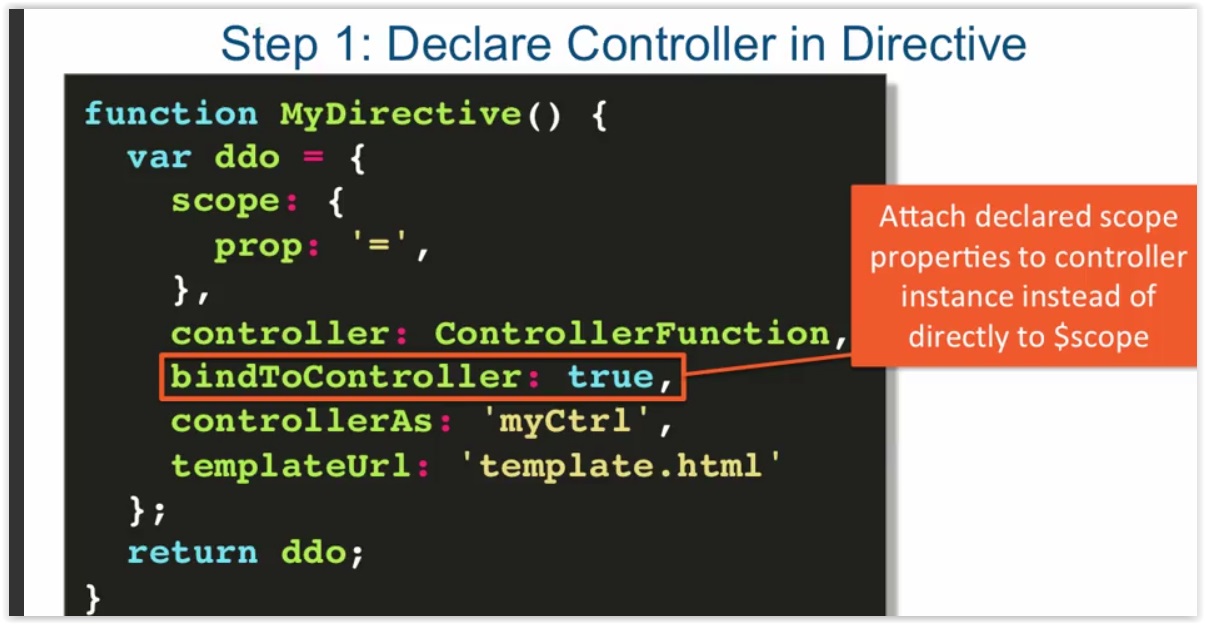 Step 1: Declare Controller in Directive
function MyDirective() {
  var ddo = {
    scope: {
      prop: '=',
    },
    controller: ControllerFunction,
    bindToController: true,
    controllerAs: 'myCtrl',
    templateUrl: 'template.html'
  };
  return ddo;
}
Attach declared scope
properties to controller
instance instead of
directly to $scope